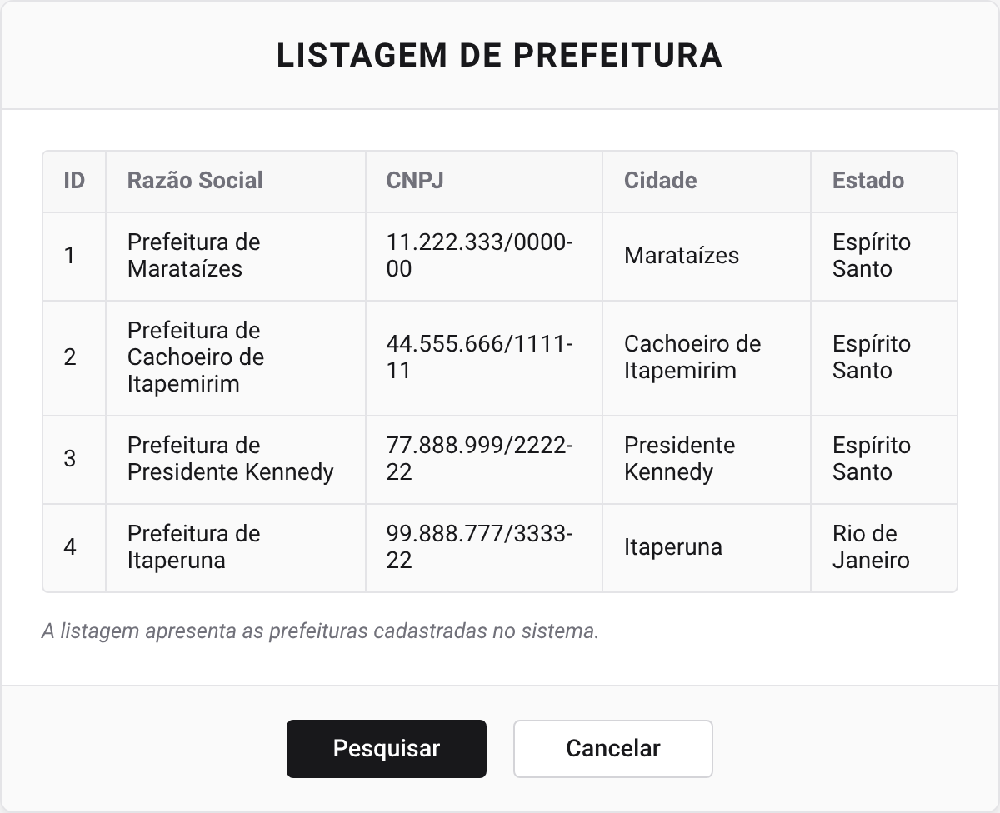 LISTAGEM DE PREFEITURA
ID Razão Social CNPJ Cidade Estado
1 Prefeitura de Marataízes 11.222.333/0000-00 Marataízes Espírito Santo
2 Prefeitura de Cachoeiro de Itapemirim 44.555.666/1111-11 Cachoeiro de Itapemirim Espírito Santo
3 Prefeitura de Presidente Kennedy 77.888.999/2222-22 Presidente Kennedy Espírito Santo
4 Prefeitura de Itaperuna 99.888.777/3333-22 Itaperuna Rio de Janeiro
A listagem apresenta as prefeituras cadastradas no sistema.
Pesquisar Cancelar